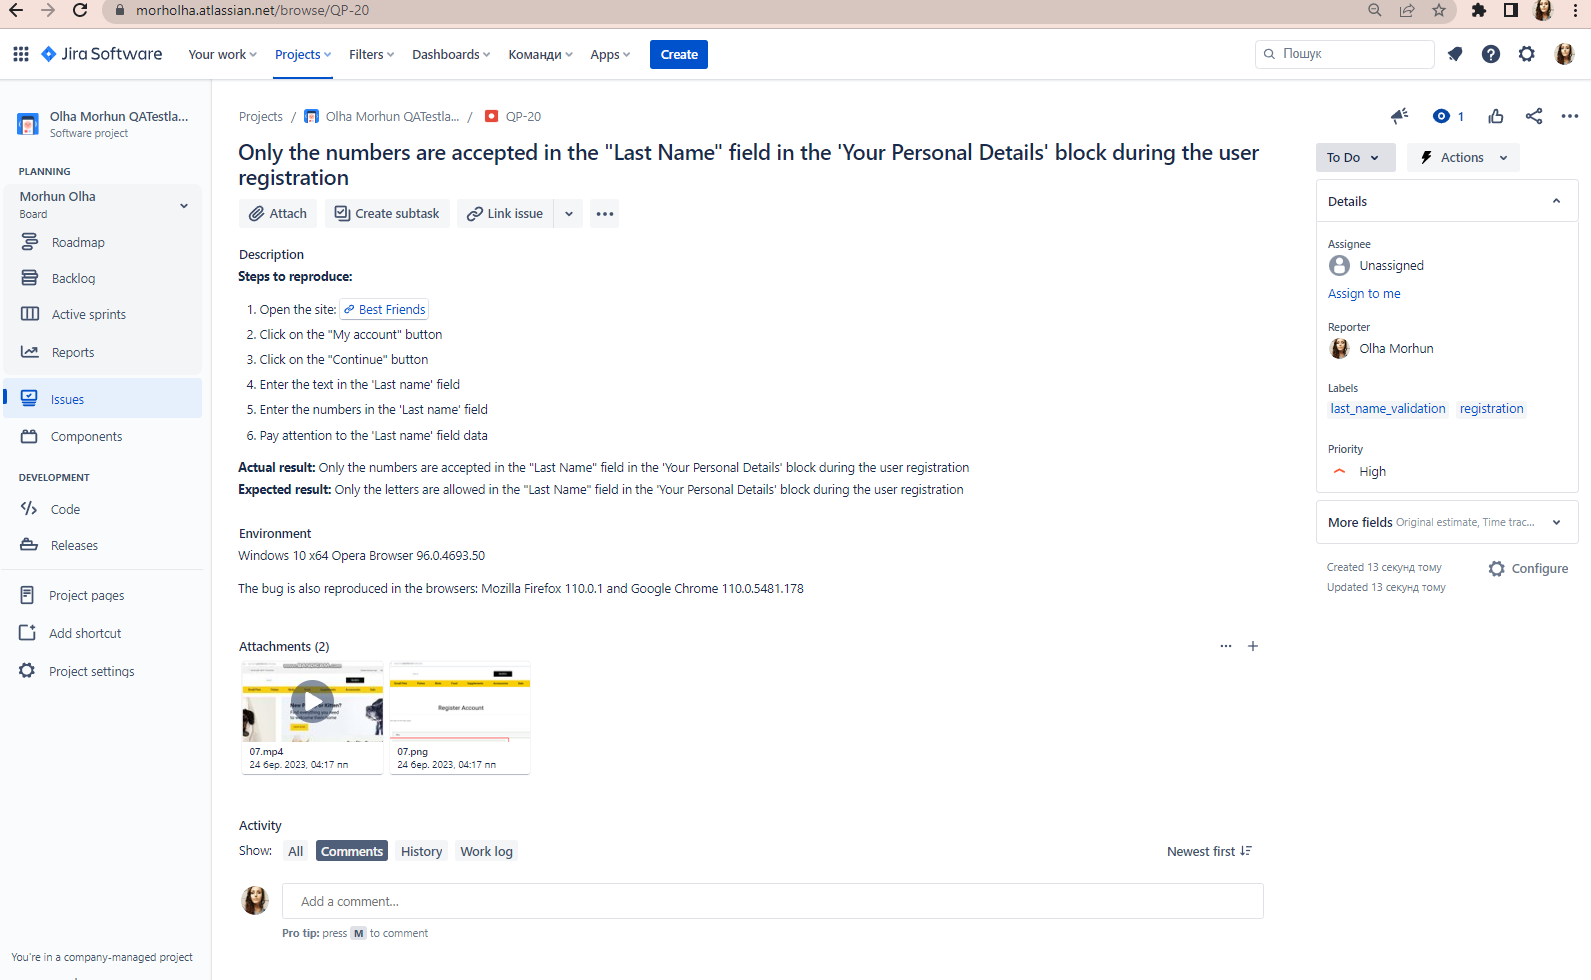 morholha.atlassian.net/browse/QP-20
Jira Software
Your work
Projects
Filters
Dashboards
Команди
Apps
Create
Пошук
Olha Morhun QATestla...
Software project
PLANNING
Morhun Olha
Board
Roadmap
Backlog
Active sprints
Reports
Issues
Components
DEVELOPMENT
Code
Releases
Project pages
Add shortcut
Project settings
You're in a company-managed project
Projects / Olha Morhun QATestla... / QP-20
Only the numbers are accepted in the "Last Name" field in the 'Your Personal Details' block during the user
registration
Attach
Create subtask
Link issue
Description
Steps to reproduce:
1. Open the site: Best Friends
2. Click on the "My account" button
3. Click on the "Continue" button
4. Enter the text in the 'Last name' field
5. Enter the numbers in the 'Last name' field
6. Pay attention to the 'Last name' field data
Actual result: Only the numbers are accepted in the "Last Name" field in the 'Your Personal Details' block during the user registration
Expected result: Only the letters are allowed in the "Last Name" field in the 'Your Personal Details' block during the user registration
Environment
Windows 10 x64 Opera Browser 96.0.4693.50
The bug is also reproduced in the browsers: Mozilla Firefox 110.0.1 and Google Chrome 110.0.5481.178
Attachments (2)
Register Account
07.mp4
24 бер. 2023, 04:17 пп
07.png
24 бер. 2023, 04:17 пп
Activity
Show:
All
Comments
History
Work log
Newest first
Add a comment...
Pro tip: press M to comment
1
To Do
Actions
Details
Assignee
Unassigned
Assign to me
Reporter
Olha Morhun
Labels
last_name_validation
registration
Priority
High
More fields Original estimate, Time trac...
Created 13 секунд тому
Updated 13 секунд тому
Configure